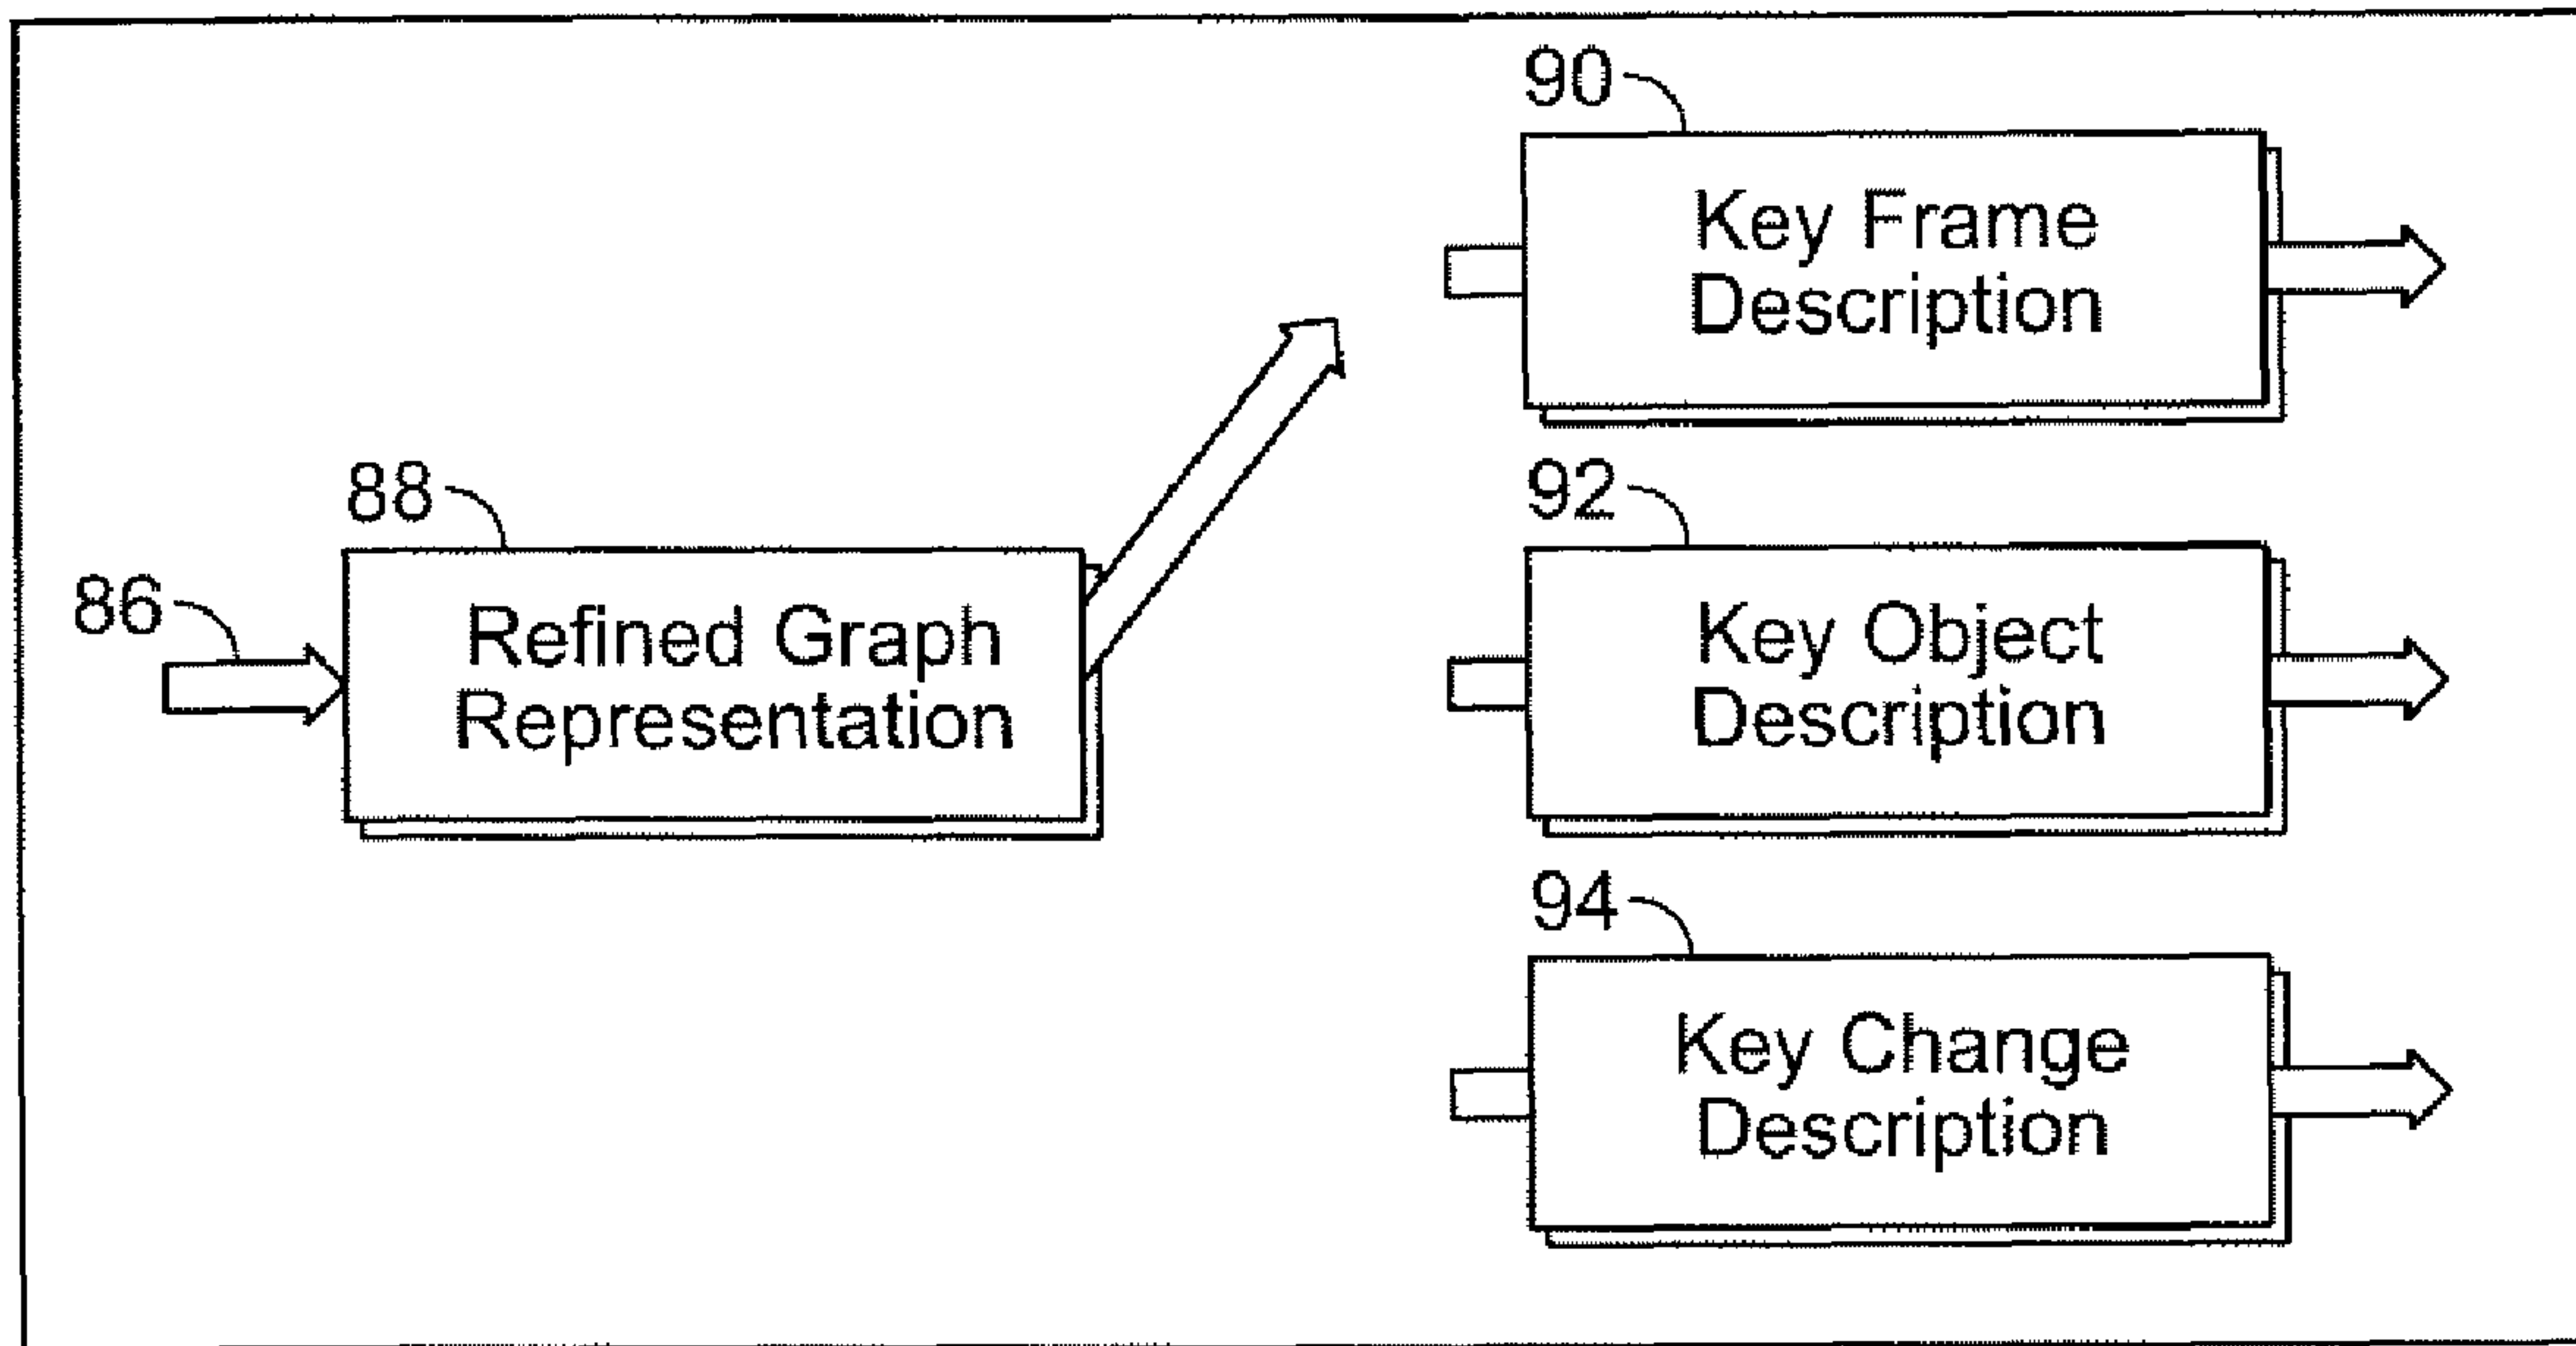 90
Key Frame
Description
88
92
86
Refined Graph
Representation
Key Object
Description
94
Key Change
Description